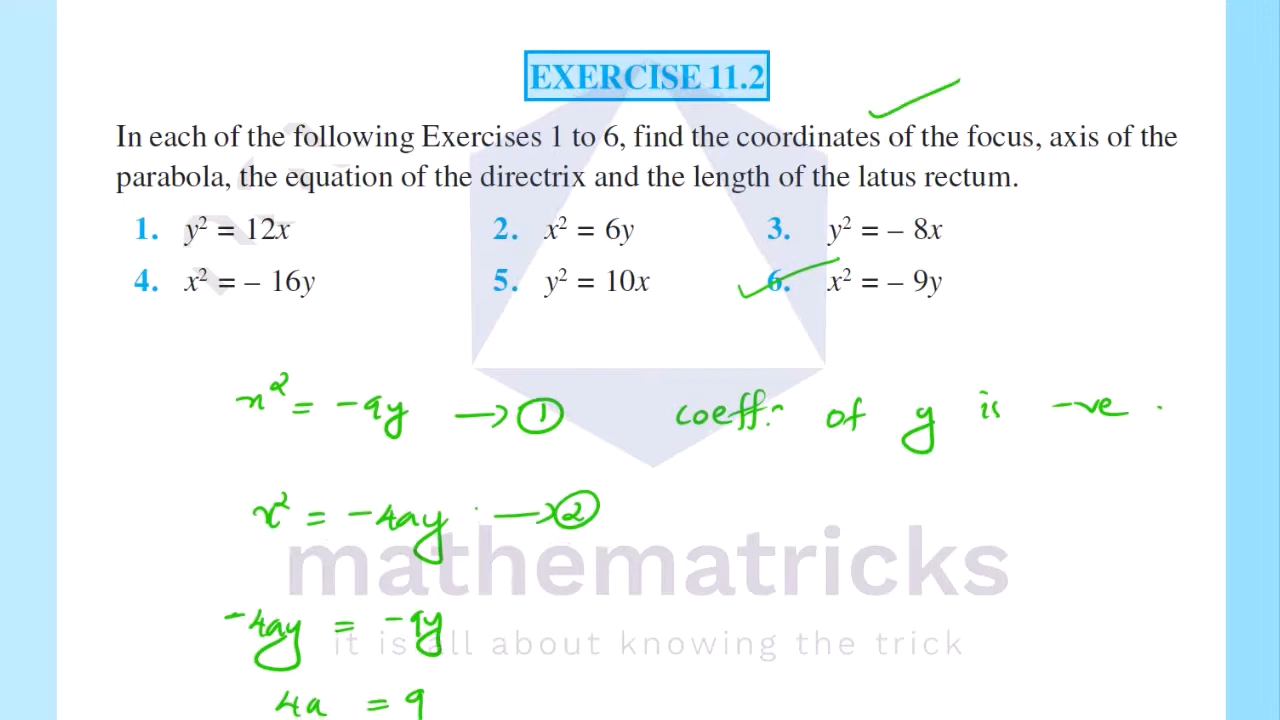 EXERCISE 11.2
In each of the following Exercises 1 to 6, find the coordinates of the focus, axis of the
parabola, the equation of the directrix and the length of the latus rectum.
1. y² = 12x 2. x² = 6y 3. y² = – 8x
4. x² = – 16y 5. y² = 10x 6. x² = – 9y
x² = -9y → ① coeff. of y is -ve .
x² = -4ay → ②
mathematricks
-4ay = -9y
it is all about knowing the trick
4a = 9